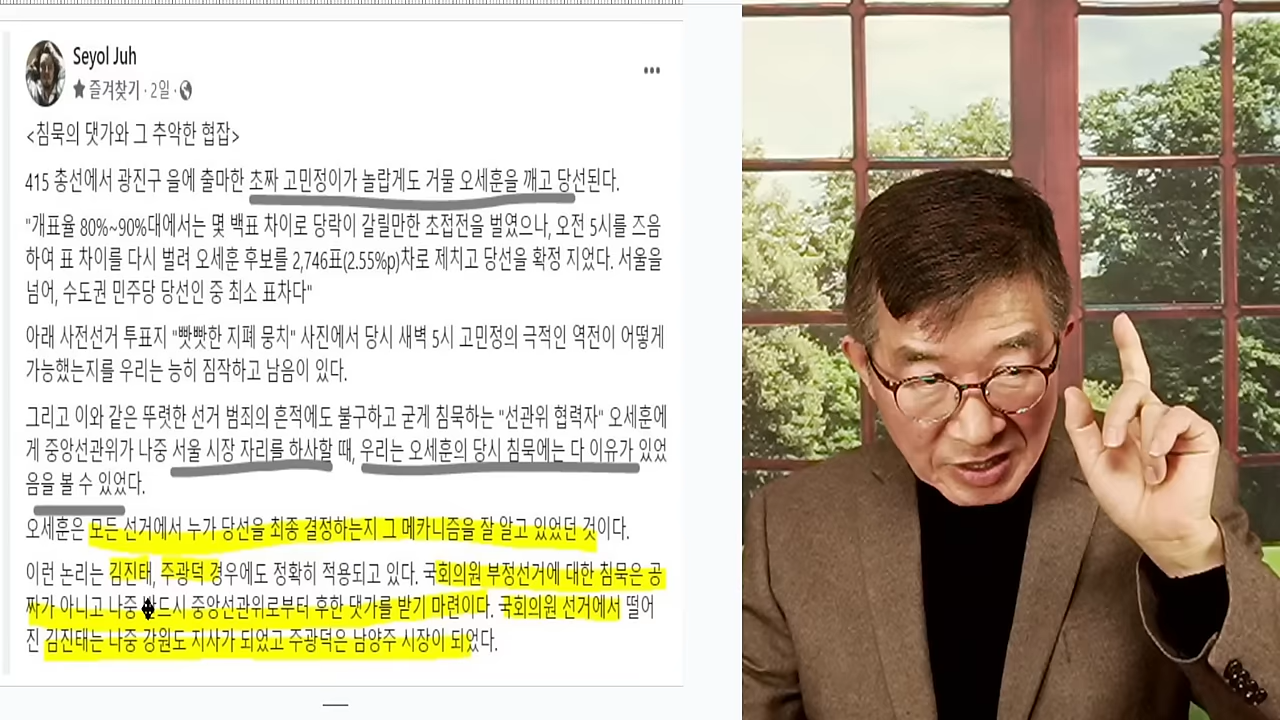 Seyol Juh
즐겨찾기 · 2일 ·
<침묵의 댓가와 그 추악한 협잡>
415 총선에서 광진구 을에 출마한 초짜 고민정이가 놀랍게도 거물 오세훈을 깨고 당선된다.
"개표율 80%~90%대에서는 몇 백표 차이로 당락이 갈릴만한 초접전을 벌였으나, 오전 5시를 즈음
하여 표 차이를 다시 벌려 오세훈 후보를 2,746표(2.55%p)차로 제치고 당선을 확정 지었다. 서울을
넘어, 수도권 민주당 당선인 중 최소 표차다"
아래 사전선거 투표지 "빳빳한 지폐 뭉치" 사진에서 당시 새벽 5시 고민정의 극적인 역전이 어떻게
가능했는지를 우리는 능히 짐작하고 남음이 있다.
그리고 이와 같은 뚜렷한 선거 범죄의 흔적에도 불구하고 굳게 침묵하는 "선관위 협력자" 오세훈에
게 중앙선관위가 나중 서울 시장 자리를 하사할 때, 우리는 오세훈의 당시 침묵에는 다 이유가 있었
음을 볼 수 있었다.
오세훈은 모든 선거에서 누가 당선을 최종 결정하는지 그 메카니즘을 잘 알고 있었던 것이다.
이런 논리는 김진태, 주광덕 경우에도 정확히 적용되고 있다. 국회의원 부정선거에 대한 침묵은 공
짜가 아니고 나중 반드시 중앙선관위로부터 후한 댓가를 받기 마련이다. 국회의원 선거에서 떨어
진 김진태는 나중 강원도 지사가 되었고 주광덕은 남양주 시장이 되었다.